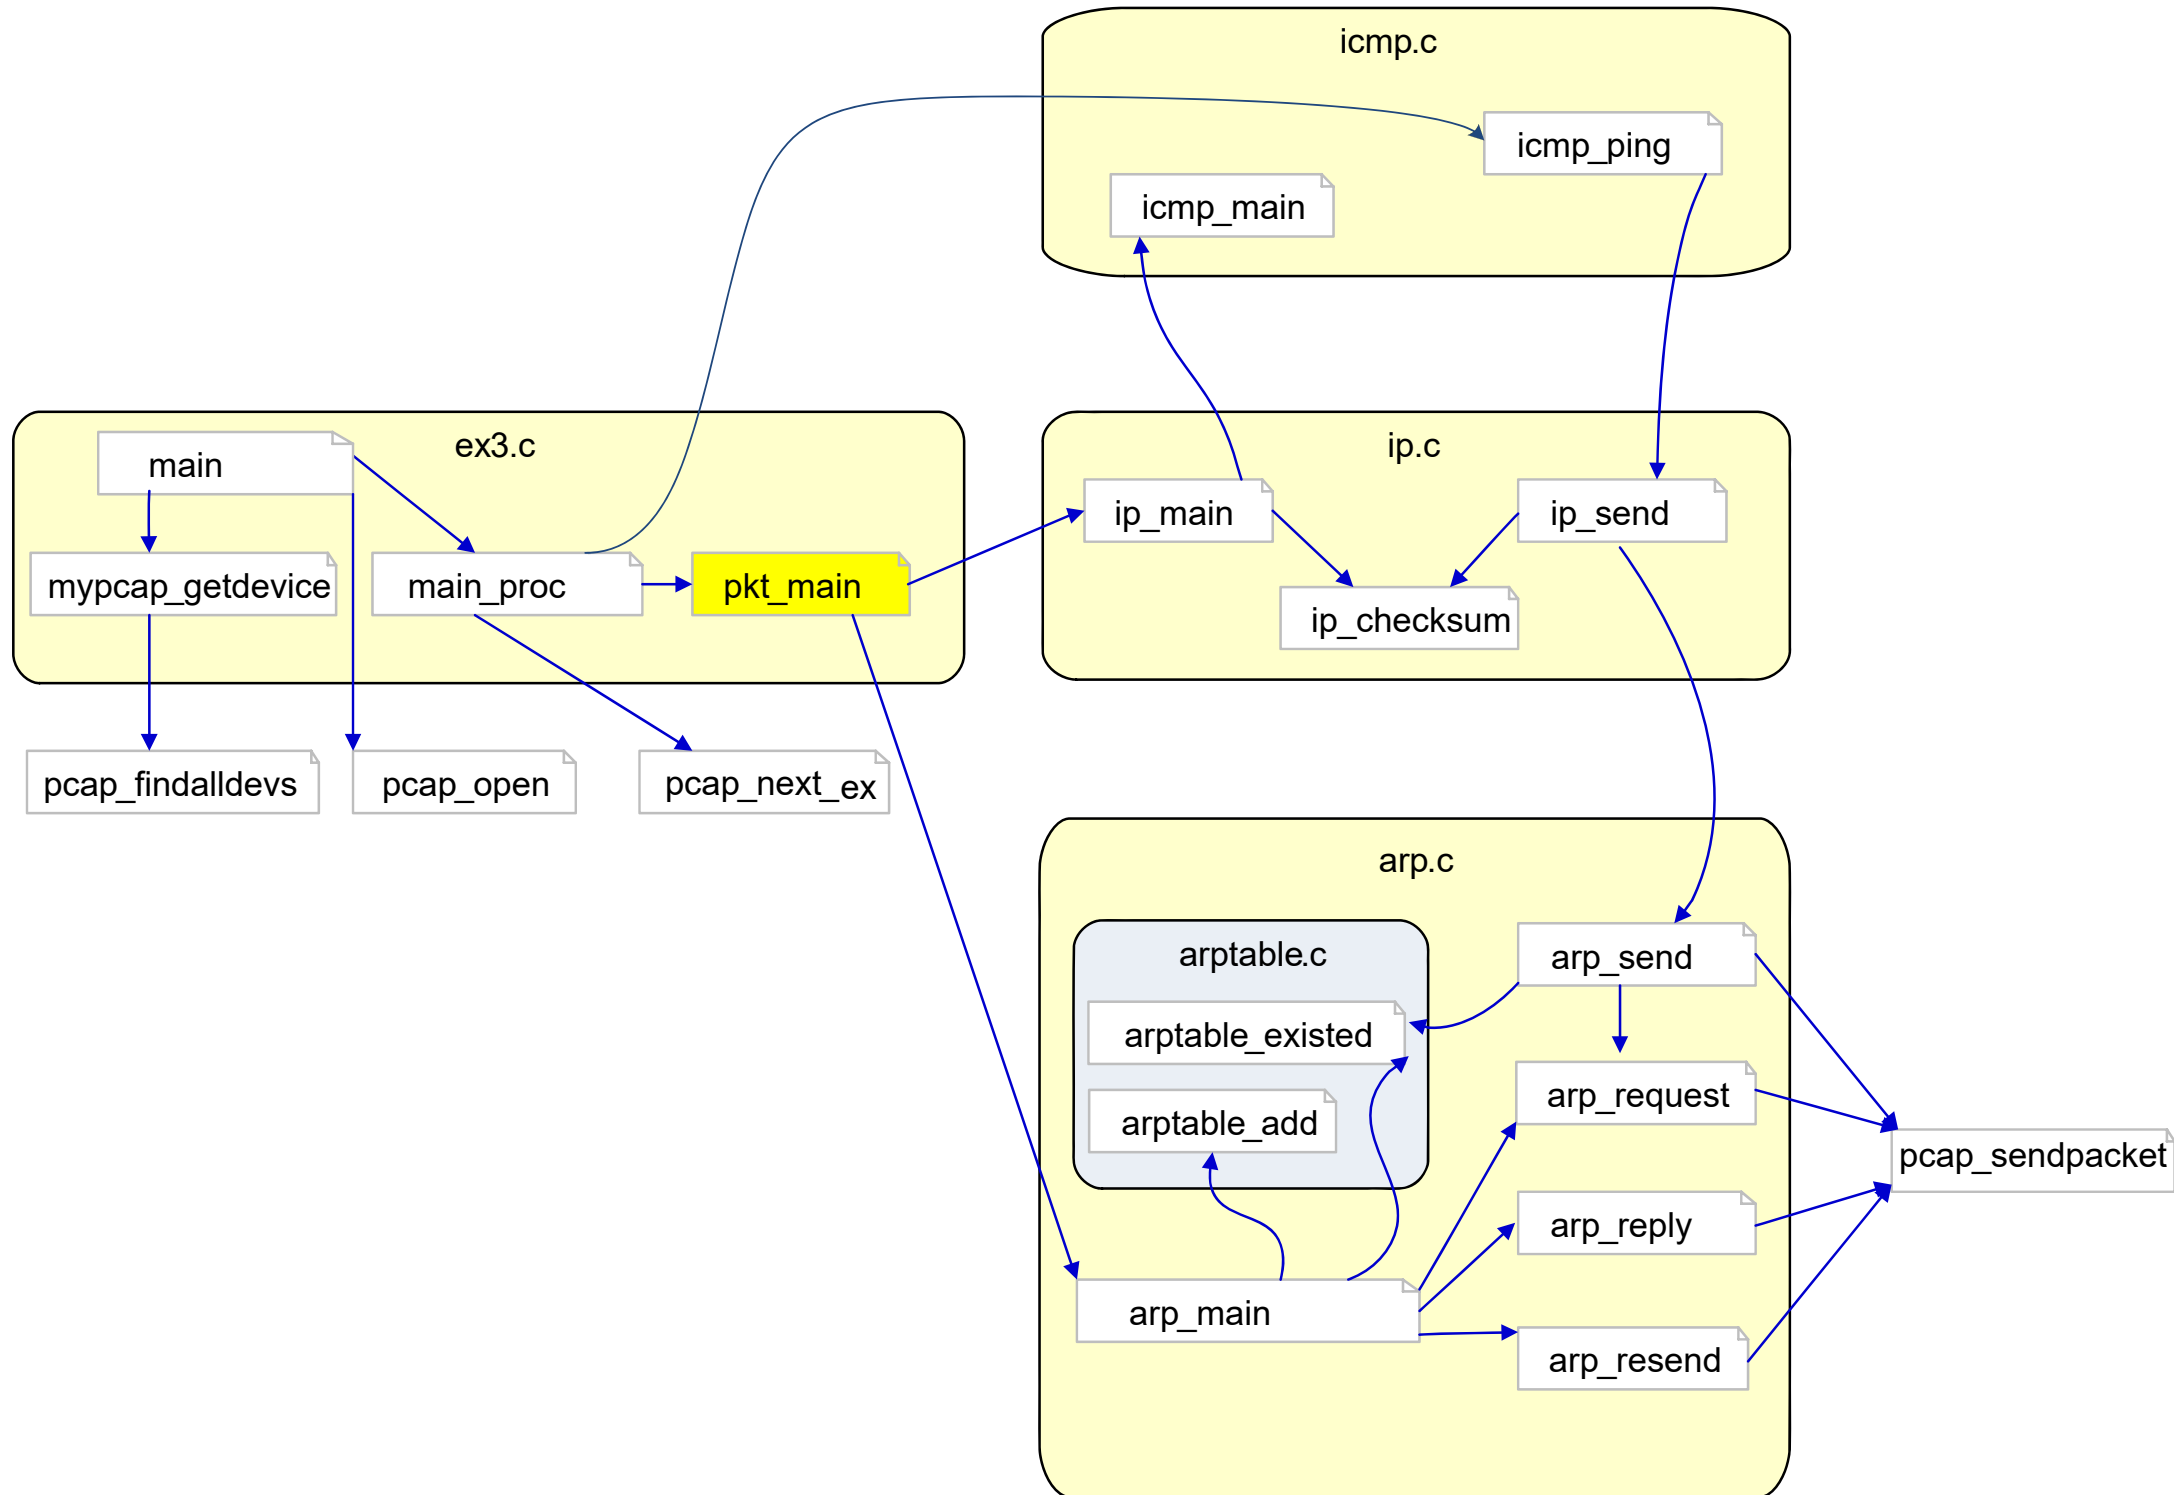 icmp.c
icmp_ping
icmp_main
ex3.c
main
mypcap_getdevice
main_proc
pkt_main
ip.c
ip_main
ip_send
ip_checksum
pcap_findalldevs
pcap_open
pcap_next_ex
arp.c
arptable.c
arp_send
arptable_existed
arp_request
arptable_add
pcap_sendpacket
arp_reply
arp_main
arp_resend